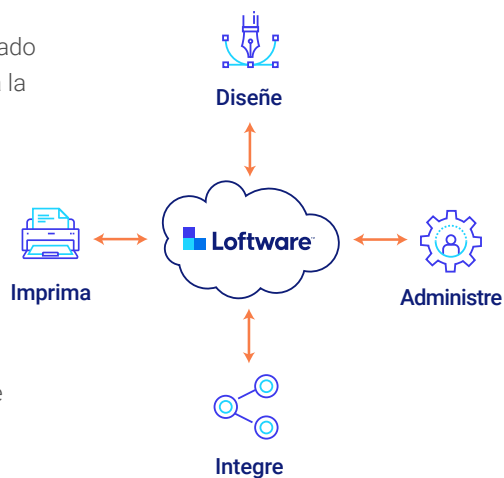 ado
la
Diseñe
Loftware
Imprima
Administre
e
Integre